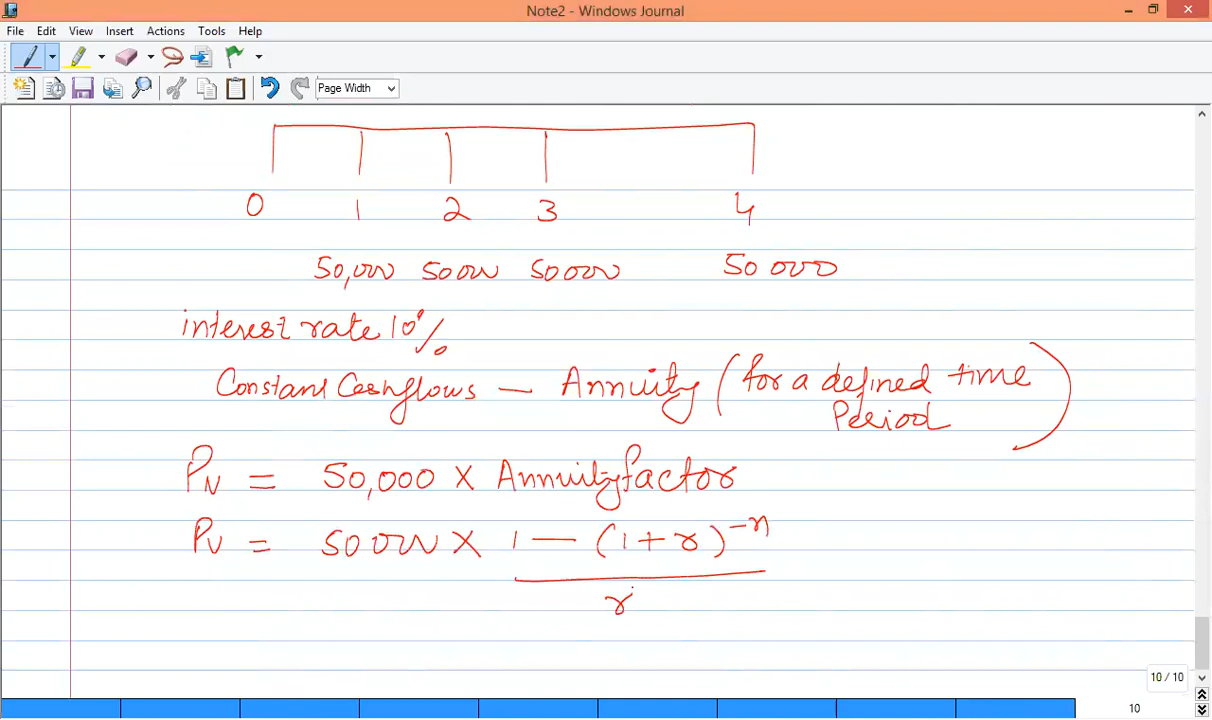 Note2 - Windows Journal
File Edit View Insert Actions Tools Help
Page Width
0 1 2 3 4
50,000 50000 50000 50000
interest rate 10%
Constant Cashflows — Annuity (for a defined time
Period)
PV = 50,000 × Annuity factor
PV = 50000 × 1 — (1+r)^-n
r
10 / 10
10